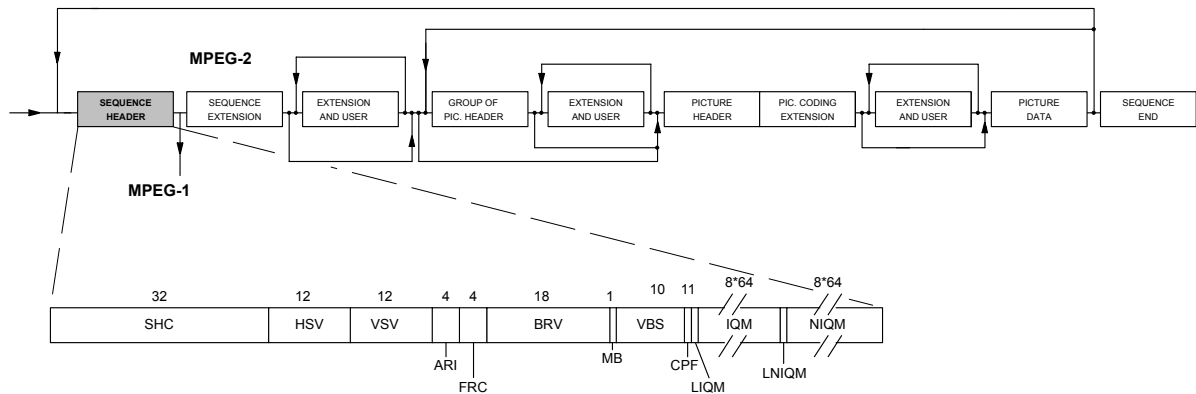 MPEG-2
SEQUENCE
HEADER
SEQUENCE
EXTENSION
EXTENSION
AND USER
GROUP OF
PIC. HEADER
EXTENSION
AND USER
PICTURE
HEADER
PIC. CODING
EXTENSION
EXTENSION
AND USER
PICTURE
DATA
SEQUENCE
END
MPEG-1
32 12 12 4 4 18 1 10 11 8*64 8*64
SHC HSV VSV BRV VBS IQM NIQM
ARI MB CPF LNIQM
FRC LIQM